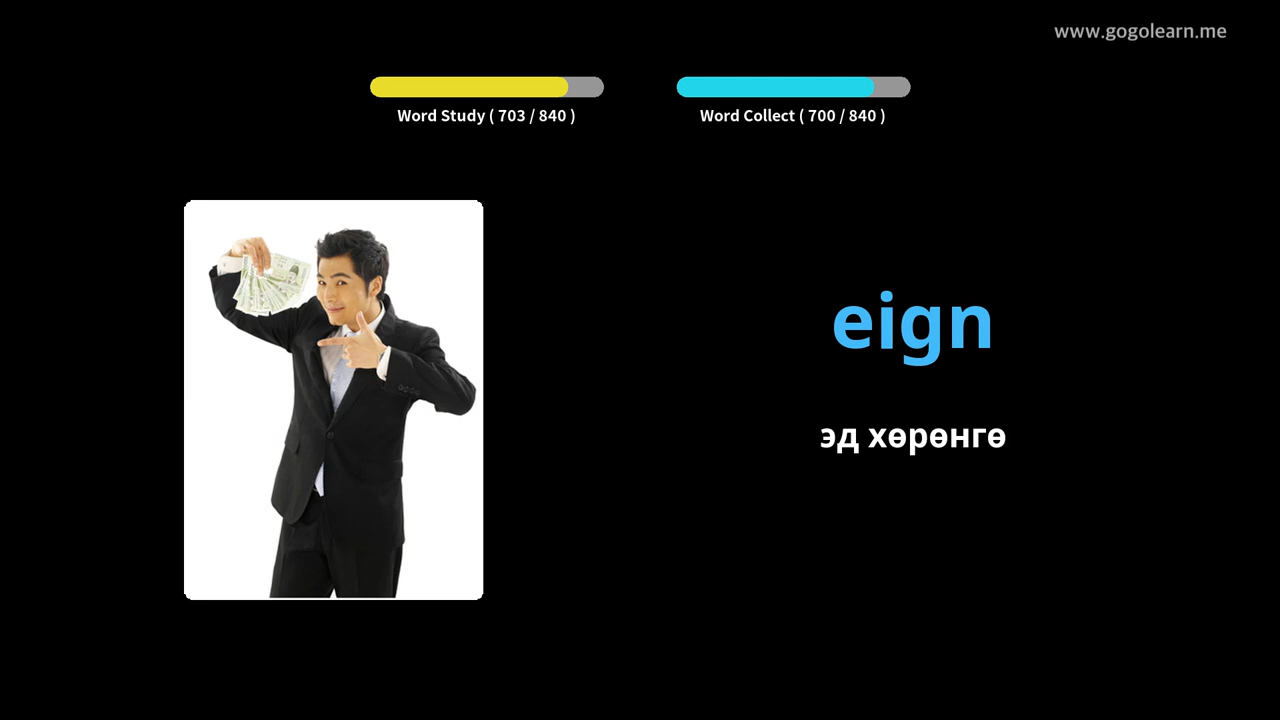 www.gogolearn.me
Word Study ( 703 / 840 )
Word Collect ( 700 / 840 )
eign
эд хөрөнгө